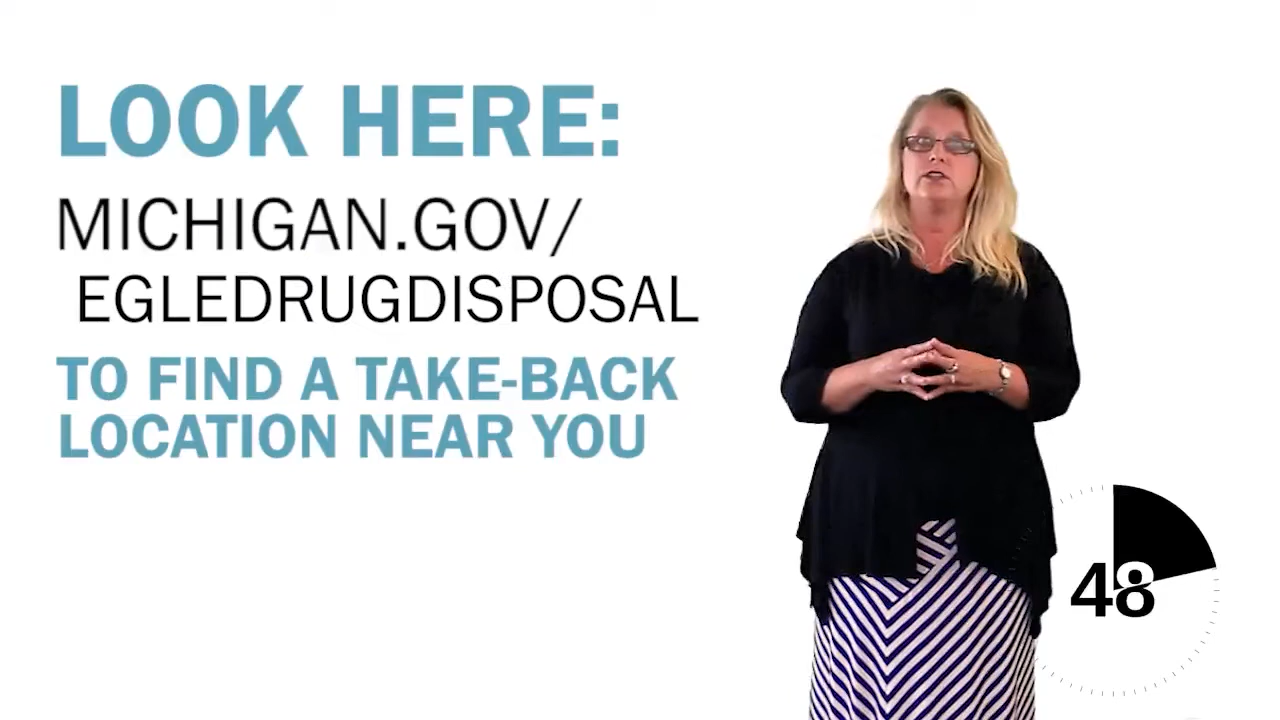 LOOK HERE:
MICHIGAN.GOV/
EGLEDRUGDISPOSAL
TO FIND A TAKE-BACK
LOCATION NEAR YOU
48